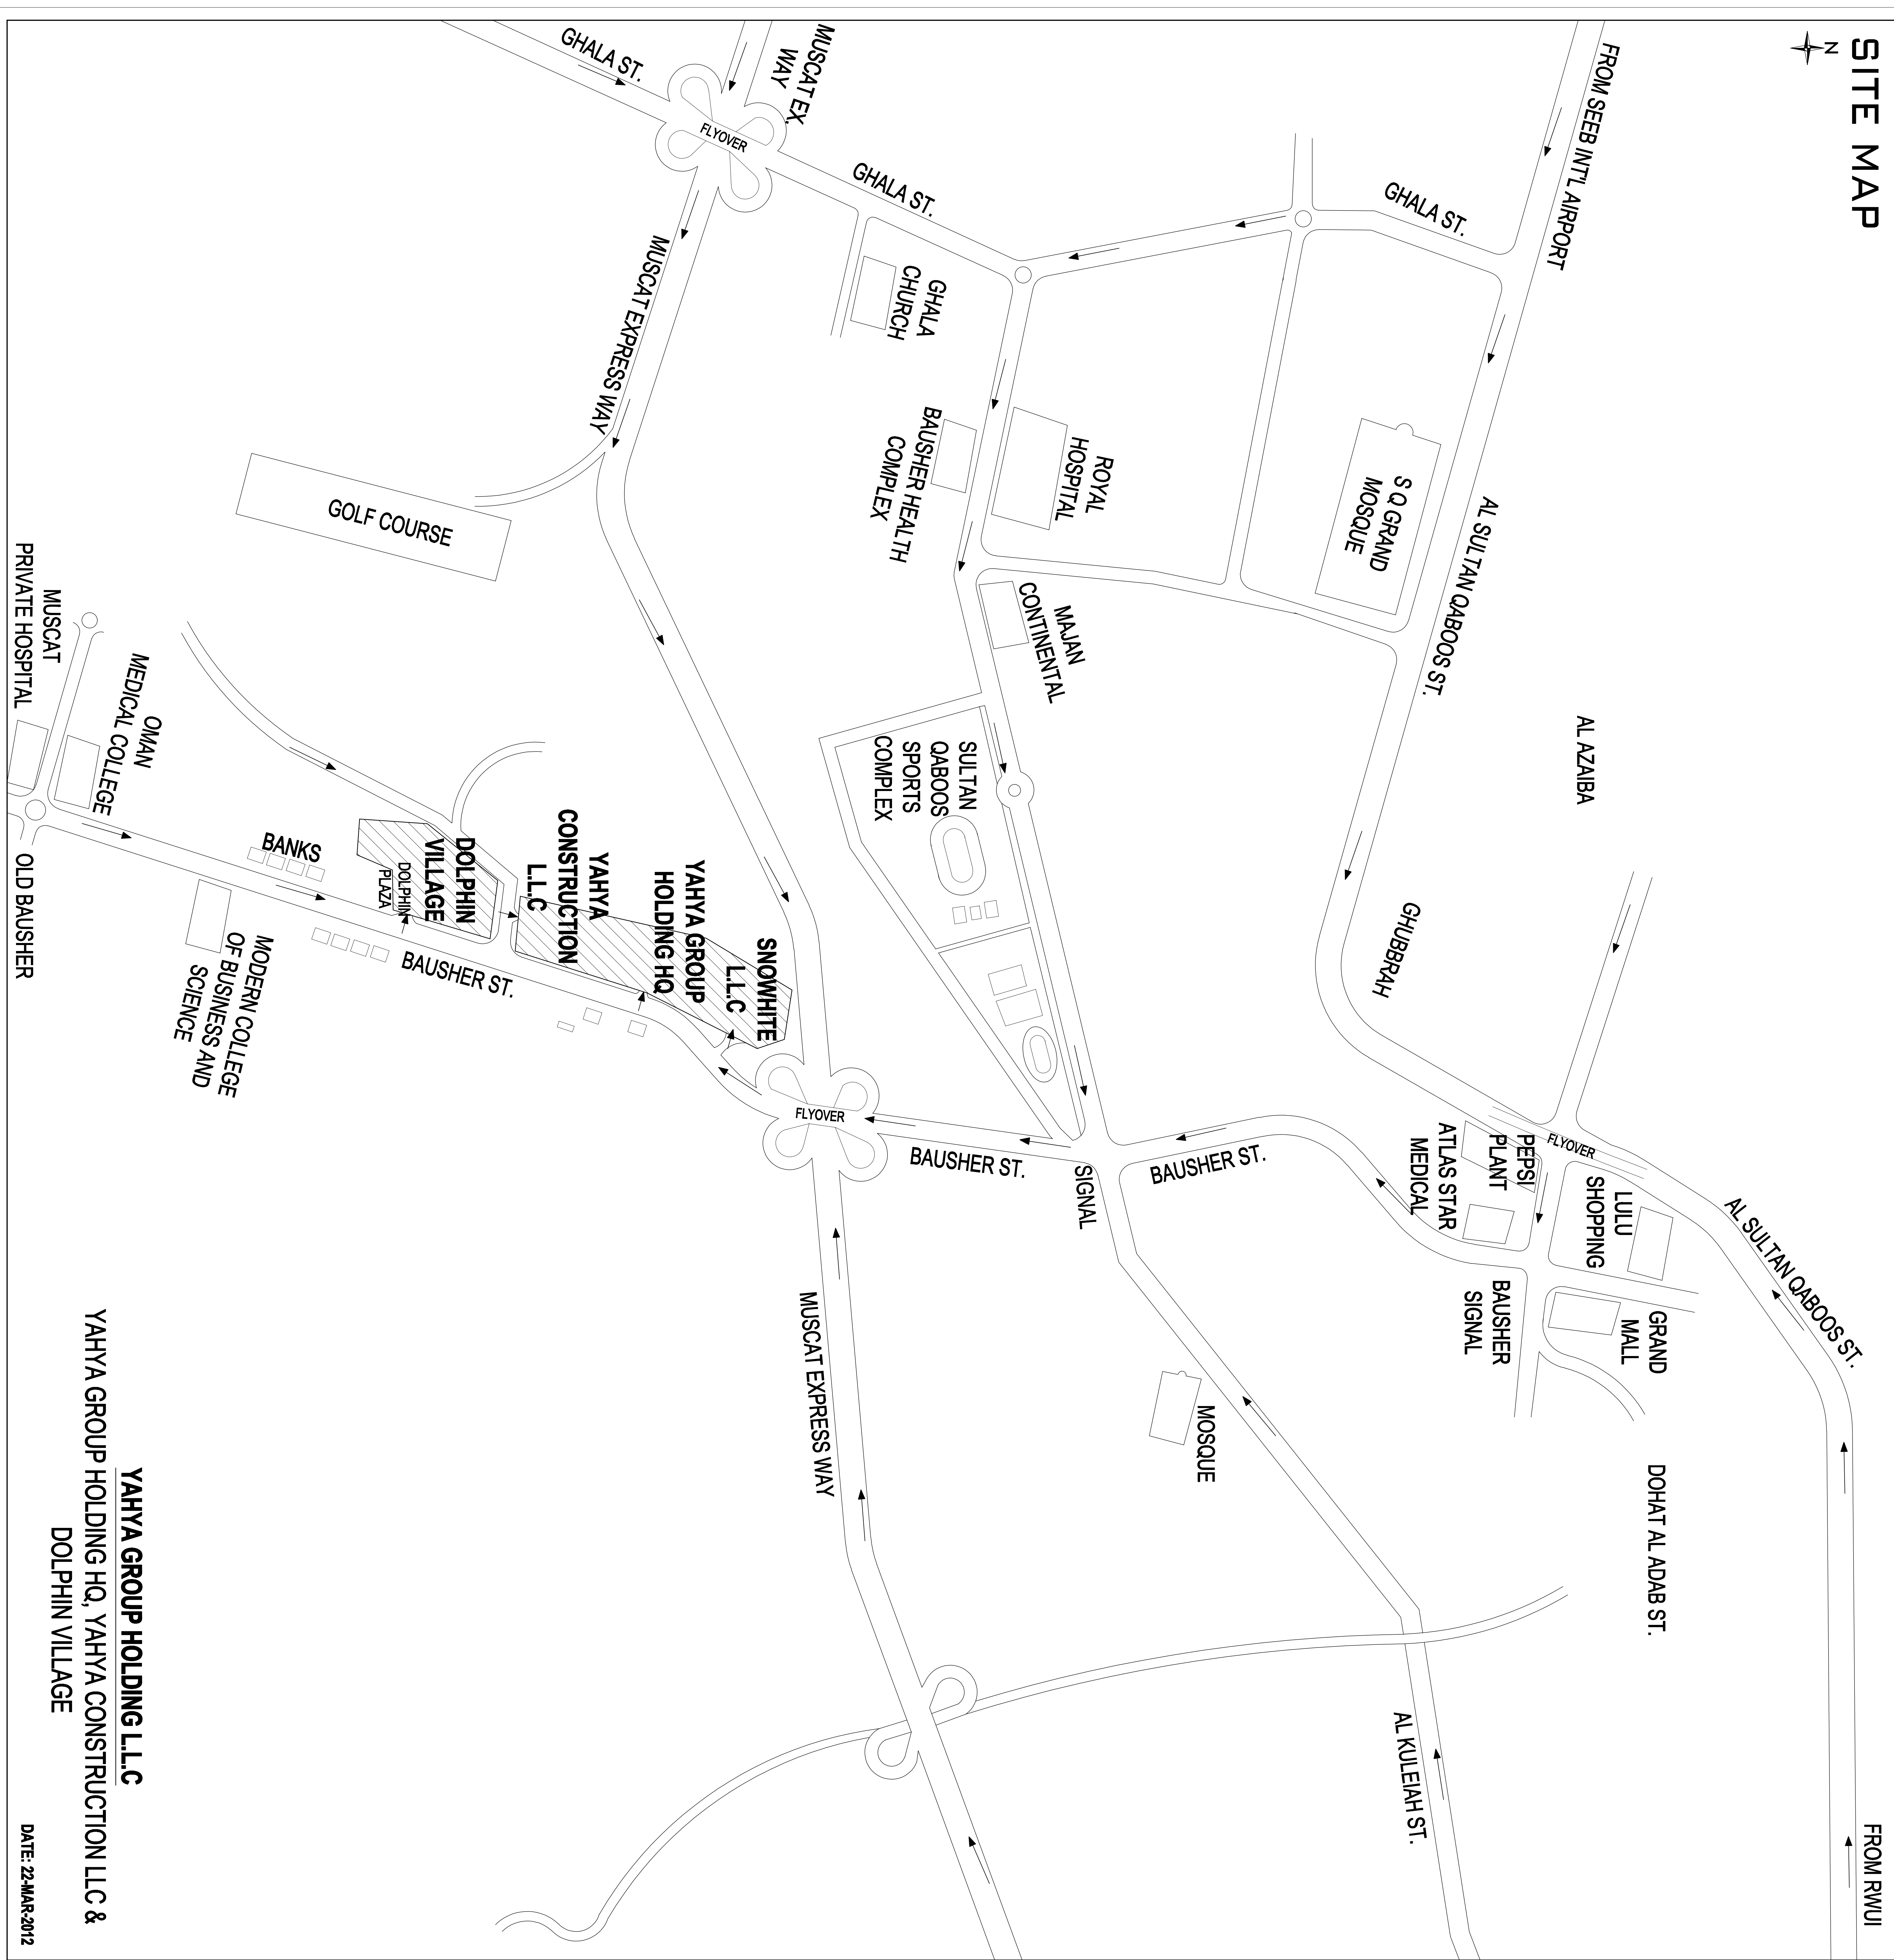 SITE MAP
N
FROM SEEB INT'L AIRPORT
GHALA ST.
MUSCAT EX.
WAY
GHALA ST.
FLYOVER
GHALA ST.
MUSCAT EXPRESS WAY
GHALA
CHURCH
ROYAL
HOSPITAL
BAUSHER HEALTH
COMPLEX
S Q GRAND
MOSQUE
AL SULTAN QABOOS ST.
AL AZAIBA
MAJAN
CONTINENTAL
GOLF COURSE
MUSCAT
PRIVATE HOSPITAL
OMAN
MEDICAL COLLEGE
SULTAN
QABOOS
SPORTS
COMPLEX
GHUBBRAH
BANKS
DOLPHIN
VILLAGE
DOLPHIN
PLAZA
YAHYA
CONSTRUCTION
L.L.C
YAHYA GROUP
HOLDING HQ
SNOWHITE
L.L.C
OLD BAUSHER
BAUSHER ST.
MODERN COLLEGE
OF BUSINESS AND
SCIENCE
FLYOVER
BAUSHER ST.
SIGNAL
BAUSHER ST.
FLYOVER
PEPSI
PLANT
ATLAS STAR
MEDICAL
LULU
SHOPPING
AL SULTAN QABOOS ST.
BAUSHER
SIGNAL
GRAND
MALL
MUSCAT EXPRESS WAY
MOSQUE
DOHAT AL ADAB ST.
AL KULEIAH ST.
FROM RWUI
YAHYA GROUP HOLDING L.L.C
YAHYA GROUP HOLDING HQ, YAHYA CONSTRUCTION LLC &
DOLPHIN VILLAGE
DATE: 22-MAR-2012